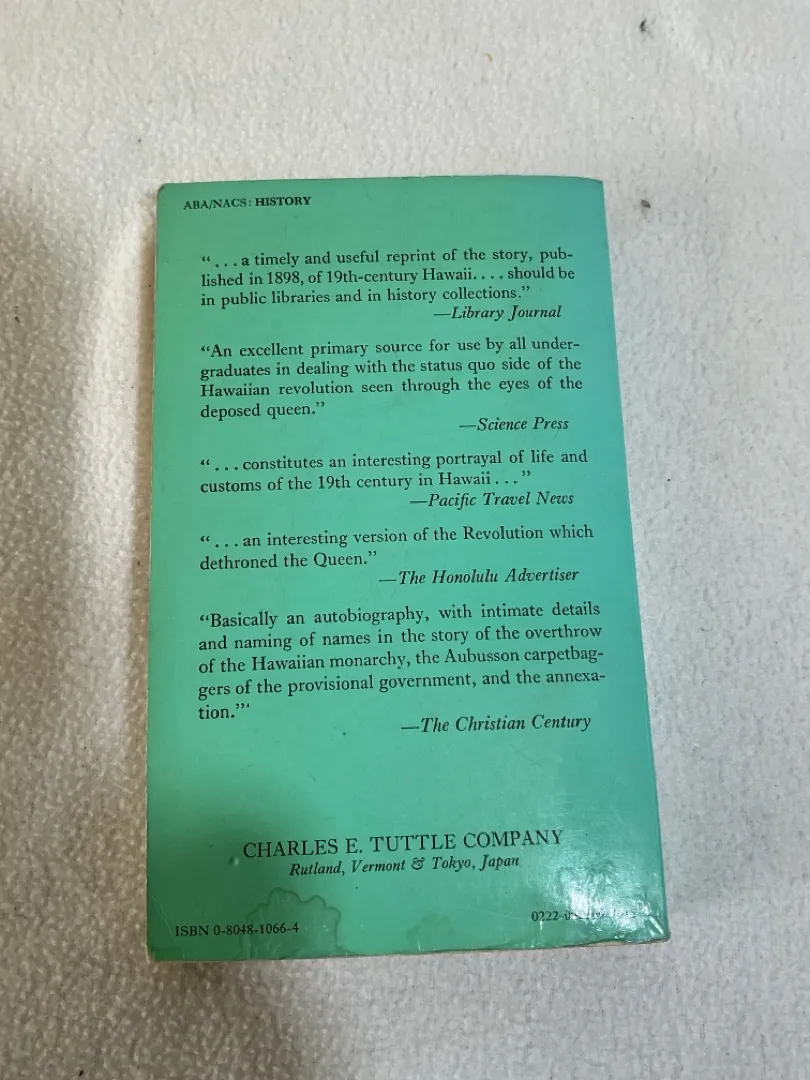 ABA/NACS: HISTORY
“...a timely and useful reprint of the story, pub-
lished in 1898, of 19th-century Hawaii.... should be
in public libraries and in history collections.”
—Library Journal
“An excellent primary source for use by all under-
graduates in dealing with the status quo side of the
Hawaiian revolution seen through the eyes of the
deposed queen.”
—Science Press
“...constitutes an interesting portrayal of life and
customs of the 19th century in Hawaii...”
—Pacific Travel News
“...an interesting version of the Revolution which
dethroned the Queen.”
—The Honolulu Advertiser
“Basically an autobiography, with intimate details
and naming of names in the story of the overthrow
of the Hawaiian monarchy, the Aubusson carpetbag-
gers of the provisional government, and the annexa-
tion.”‘
—The Christian Century
CHARLES E. TUTTLE COMPANY
Rutland, Vermont & Tokyo, Japan
ISBN 0-8048-1066-4